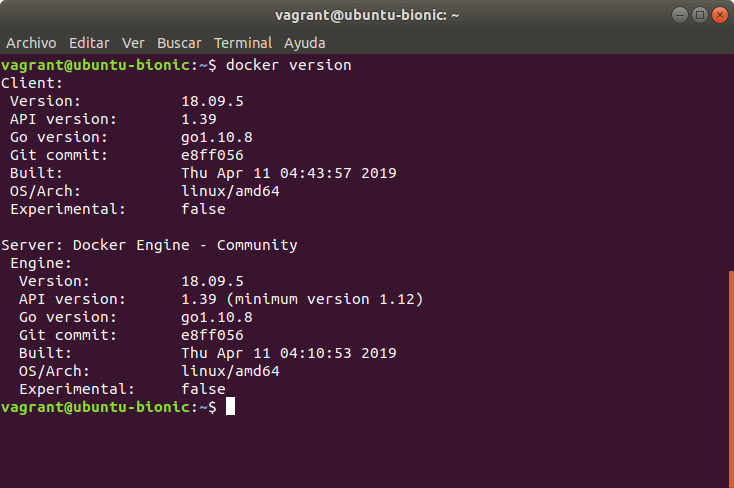 vagrant@ubuntu-bionic: ~
Archivo Editar Ver Buscar Terminal Ayuda
vagrant@ubuntu-bionic:~$ docker version
Client:
 Version:           18.09.5
 API version:       1.39
 Go version:        go1.10.8
 Git commit:        e8ff056
 Built:             Thu Apr 11 04:43:57 2019
 OS/Arch:           linux/amd64
 Experimental:      false

Server: Docker Engine - Community
 Engine:
  Version:          18.09.5
  API version:      1.39 (minimum version 1.12)
  Go version:       go1.10.8
  Git commit:       e8ff056
  Built:            Thu Apr 11 04:10:53 2019
  OS/Arch:          linux/amd64
  Experimental:     false
vagrant@ubuntu-bionic:~$